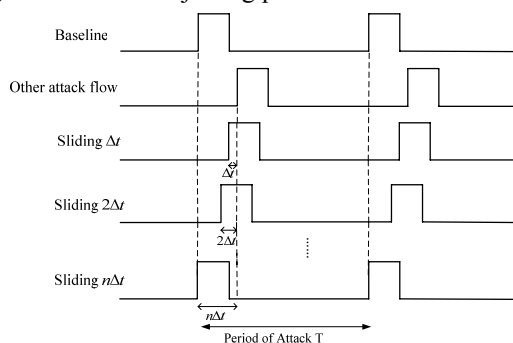 Baseline
Other attack flow
Sliding Δt
Δt
Sliding 2Δt
2Δt
Sliding nΔt
nΔt
Period of Attack T